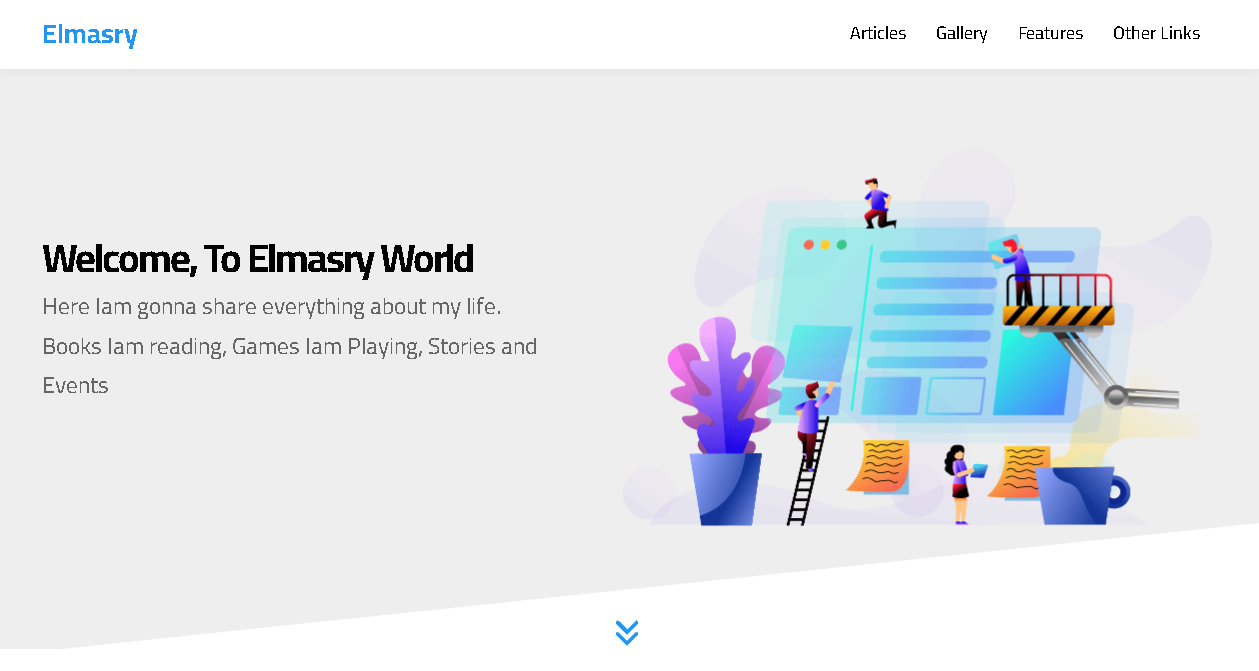 Elmasry
Articles Gallery Features Other Links
Welcome, To Elmasry World
Here Iam gonna share everything about my life.
Books Iam reading, Games Iam Playing, Stories and
Events